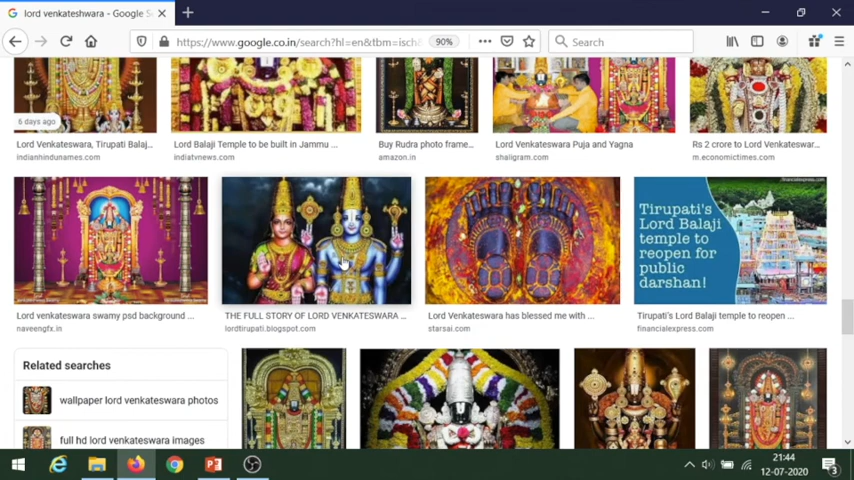 lord venkateshwara - Google S
https://www.google.co.in/search?hl=en&tbm=isch
90%
Search
6 days ago
Lord Venkateswara, Tirupati Balaj...
indianhindunames.com
Lord Balaji Temple to be built in Jammu ...
indiatvnews.com
Buy Rudra photo frame...
amazon.in
Lord Venkateswara Puja and Yagna
shaligram.com
Rs 2 crore to Lord Venkateswar...
m.economictimes.com
financialexpress.com
Tirupati's
Lord Balaji
temple to
reopen for
public
darshan!
Lord venkateswara swamy psd background ...
naveengfx.in
THE FULL STORY OF LORD VENKATESWARA ...
lordtirupati.blogspot.com
Lord Venkateswara has blessed me with ...
starsai.com
Tirupati's Lord Balaji temple to reopen ...
financialexpress.com
Related searches
wallpaper lord venkateswara photos
full hd lord venkateswara images
21:44
12-07-2020
3